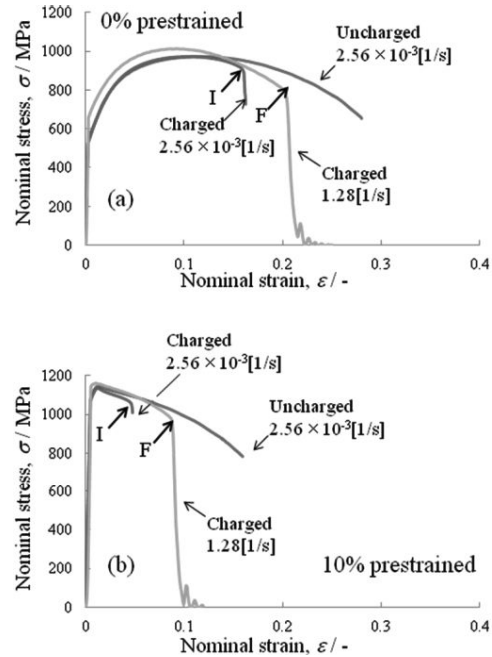 0% prestrained
Nominal stress, σ / MPa
1200
1000
800
600
400
200
0
Uncharged
2.56 × 10-³[1/s]
I
F
Charged
2.56 × 10-³[1/s]
Charged
1.28[1/s]
(a)
0
0.1
0.2
0.3
0.4
Nominal strain, ε / -
Nominal stress, σ / MPa
1200
1000
800
600
400
200
0
Charged
2.56 × 10-³[1/s]
Uncharged
2.56 × 10-³[1/s]
I
F
Charged
1.28[1/s]
(b)
10% prestrained
0
0.1
0.2
0.3
0.4
Nominal strain, ε / -